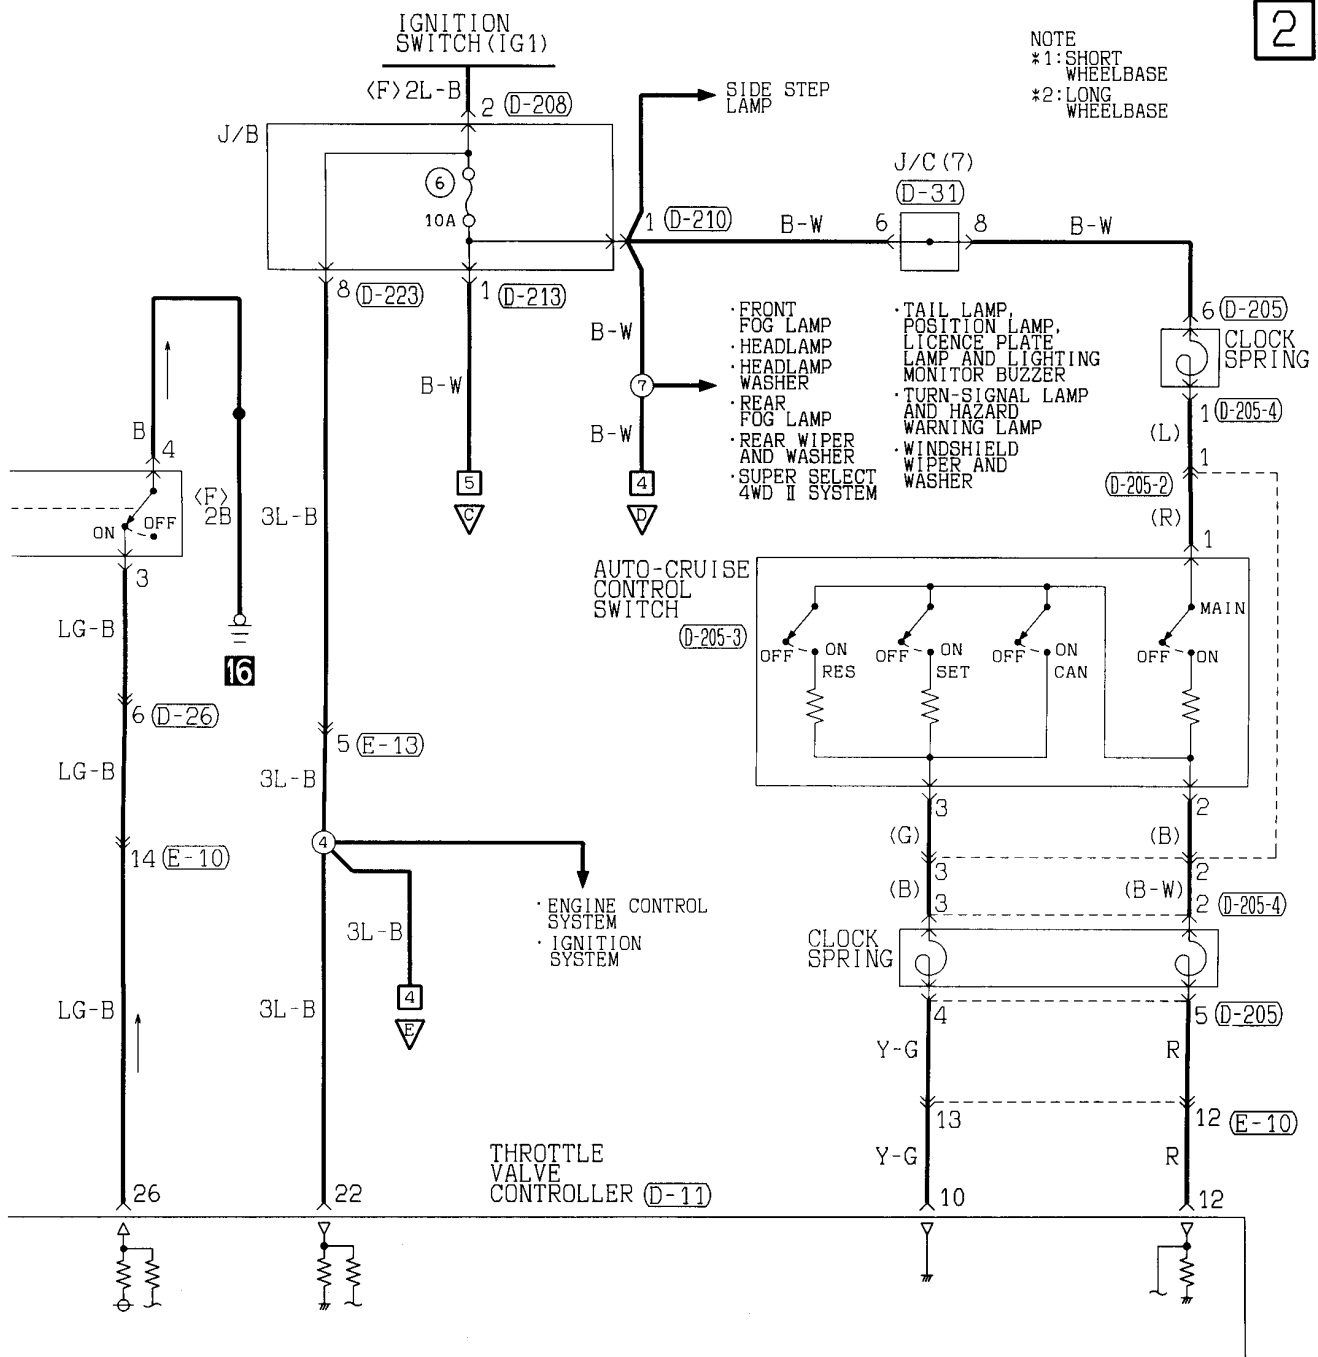 2
IGNITION
SWITCH(IG1)
NOTE
*1:SHORT
WHEELBASE
*2:LONG
WHEELBASE
<F>2L-B
2 (D-208)
SIDE STEP
LAMP
J/B
6
10A
J/C(7)
(D-31)
1 (D-210)
B-W
6
8
B-W
8 (D-223)
1 (D-213)
6 (D-205)
CLOCK
SPRING
B-W
B-W
7
B-W
·FRONT
FOG LAMP
·HEADLAMP
·HEADLAMP
WASHER
·REAR
FOG LAMP
·REAR WIPER
AND WASHER
·SUPER SELECT
4WD Ⅱ SYSTEM
·TAIL LAMP,
POSITION LAMP,
LICENCE PLATE
LAMP AND LIGHTING
MONITOR BUZZER
·TURN-SIGNAL LAMP
AND HAZARD
WARNING LAMP
·WINDSHIELD
WIPER AND
WASHER
1 (D-205-4)
(L)
1
(D-205-2)
(R)
1
B
4
<F>
2B
ON
OFF
3
3L-B
5
C
4
D
LG-B
16
AUTO-CRUISE
CONTROL
SWITCH
(D-205-3)
OFF
ON
RES
OFF
ON
SET
OFF
ON
CAN
MAIN
OFF
ON
6 (D-26)
5 (E-13)
LG-B
3L-B
3
2
(G)
(B)
14 (E-10)
4
3
2
(B)
(B-W)
3
2 (D-205-4)
·ENGINE CONTROL
SYSTEM
·IGNITION
SYSTEM
3L-B
4
E
CLOCK
SPRING
LG-B
3L-B
4
5 (D-205)
Y-G
R
13
12 (E-10)
Y-G
R
THROTTLE
VALVE
CONTROLLER (D-11)
26
22
10
12